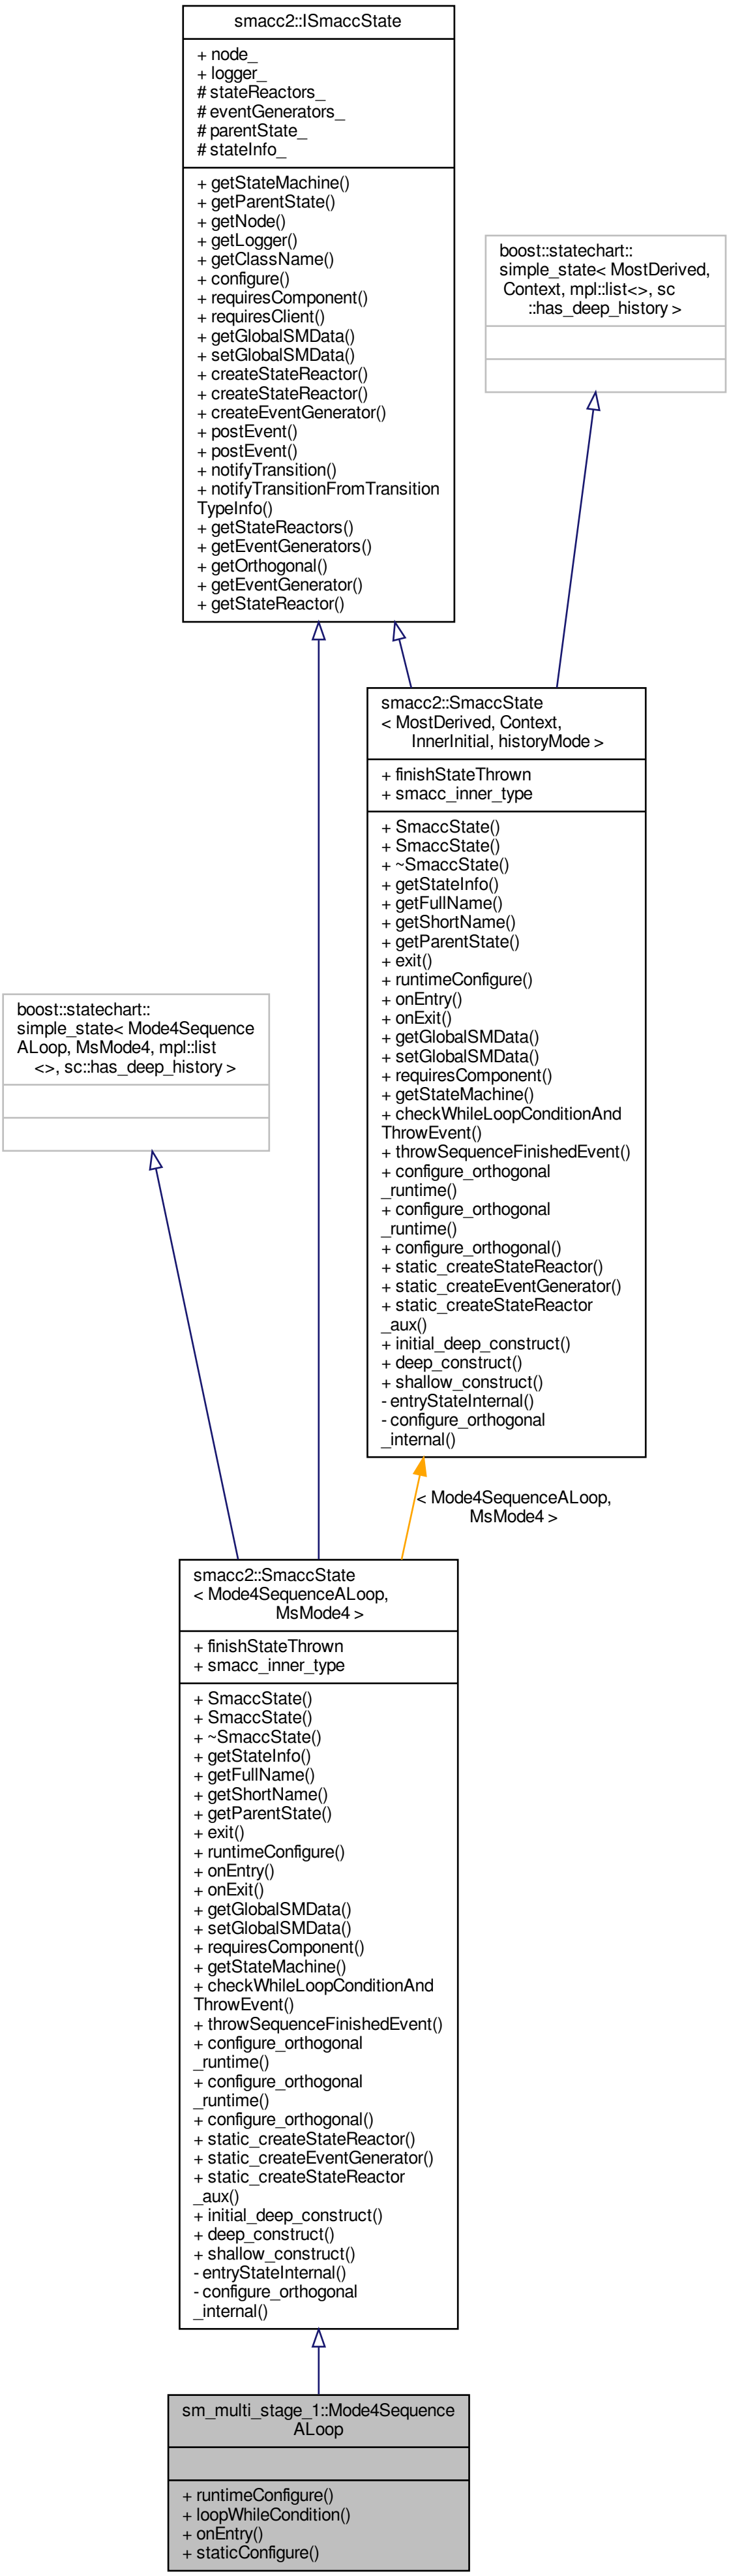 smacc2::ISmaccState
+ node_
+ logger_
# stateReactors_
# eventGenerators_
# parentState_
# stateInfo_
+ getStateMachine()
+ getParentState()
+ getNode()
+ getLogger()
+ getClassName()
+ configure()
+ requiresComponent()
+ requiresClient()
+ getGlobalSMData()
+ setGlobalSMData()
+ createStateReactor()
+ createStateReactor()
+ createEventGenerator()
+ postEvent()
+ postEvent()
+ notifyTransition()
+ notifyTransitionFromTransition
TypeInfo()
+ getStateReactors()
+ getEventGenerators()
+ getOrthogonal()
+ getEventGenerator()
+ getStateReactor()
boost::statechart::
simple_state< MostDerived,
Context, mpl::list<>, sc
::has_deep_history >
smacc2::SmaccState
< MostDerived, Context,
InnerInitial, historyMode >
+ finishStateThrown
+ smacc_inner_type
+ SmaccState()
+ SmaccState()
+ ~SmaccState()
+ getStateInfo()
+ getFullName()
+ getShortName()
+ getParentState()
+ exit()
+ runtimeConfigure()
+ onEntry()
+ onExit()
+ getGlobalSMData()
+ setGlobalSMData()
+ requiresComponent()
+ getStateMachine()
+ checkWhileLoopConditionAnd
ThrowEvent()
+ throwSequenceFinishedEvent()
+ configure_orthogonal
_runtime()
+ configure_orthogonal
_runtime()
+ configure_orthogonal()
+ static_createStateReactor()
+ static_createEventGenerator()
+ static_createStateReactor
_aux()
+ initial_deep_construct()
+ deep_construct()
+ shallow_construct()
- entryStateInternal()
- configure_orthogonal
_internal()
boost::statechart::
simple_state< Mode4Sequence
ALoop, MsMode4, mpl::list
<>, sc::has_deep_history >
< Mode4SequenceALoop,
MsMode4 >
smacc2::SmaccState
< Mode4SequenceALoop,
MsMode4 >
+ finishStateThrown
+ smacc_inner_type
+ SmaccState()
+ SmaccState()
+ ~SmaccState()
+ getStateInfo()
+ getFullName()
+ getShortName()
+ getParentState()
+ exit()
+ runtimeConfigure()
+ onEntry()
+ onExit()
+ getGlobalSMData()
+ setGlobalSMData()
+ requiresComponent()
+ getStateMachine()
+ checkWhileLoopConditionAnd
ThrowEvent()
+ throwSequenceFinishedEvent()
+ configure_orthogonal
_runtime()
+ configure_orthogonal
_runtime()
+ configure_orthogonal()
+ static_createStateReactor()
+ static_createEventGenerator()
+ static_createStateReactor
_aux()
+ initial_deep_construct()
+ deep_construct()
+ shallow_construct()
- entryStateInternal()
- configure_orthogonal
_internal()
sm_multi_stage_1::Mode4Sequence
ALoop
+ runtimeConfigure()
+ loopWhileCondition()
+ onEntry()
+ staticConfigure()